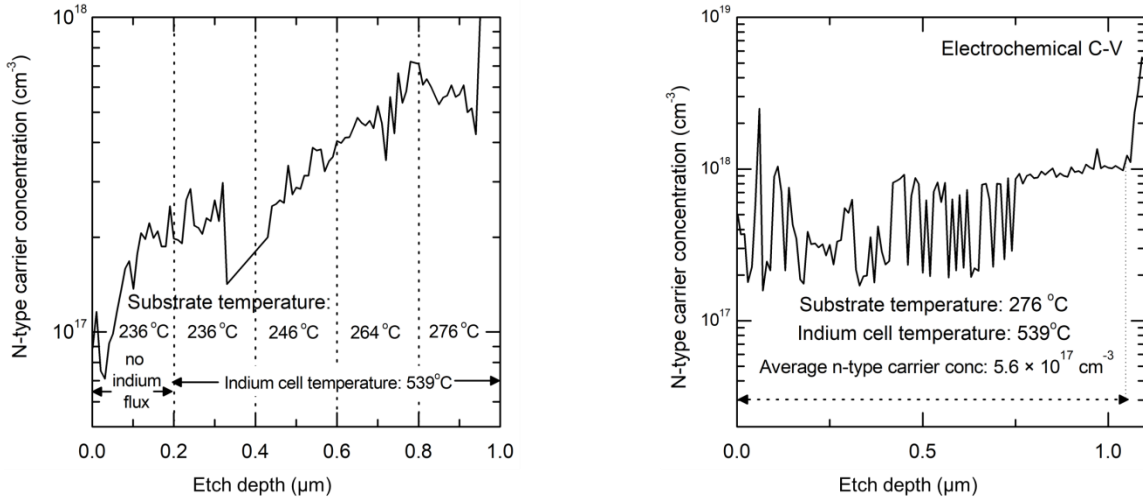 10^18
10^17
N-type carrier concentration (cm^-3)
Substrate temperature:
236 °C 236 °C 246°C 264 °C 276°C
no
indium
flux
Indium cell temperature: 539°C
0.0 0.2 0.4 0.6 0.8 1.0
Etch depth (μm)
10^19
10^18
10^17
N-type carrier concentration (cm^-3)
Electrochemical C-V
Substrate temperature: 276 °C
Indium cell temperature: 539°C
Average n-type carrier conc: 5.6 × 10^17 cm^-3
0.0 0.5 1.0
Etch depth (μm)